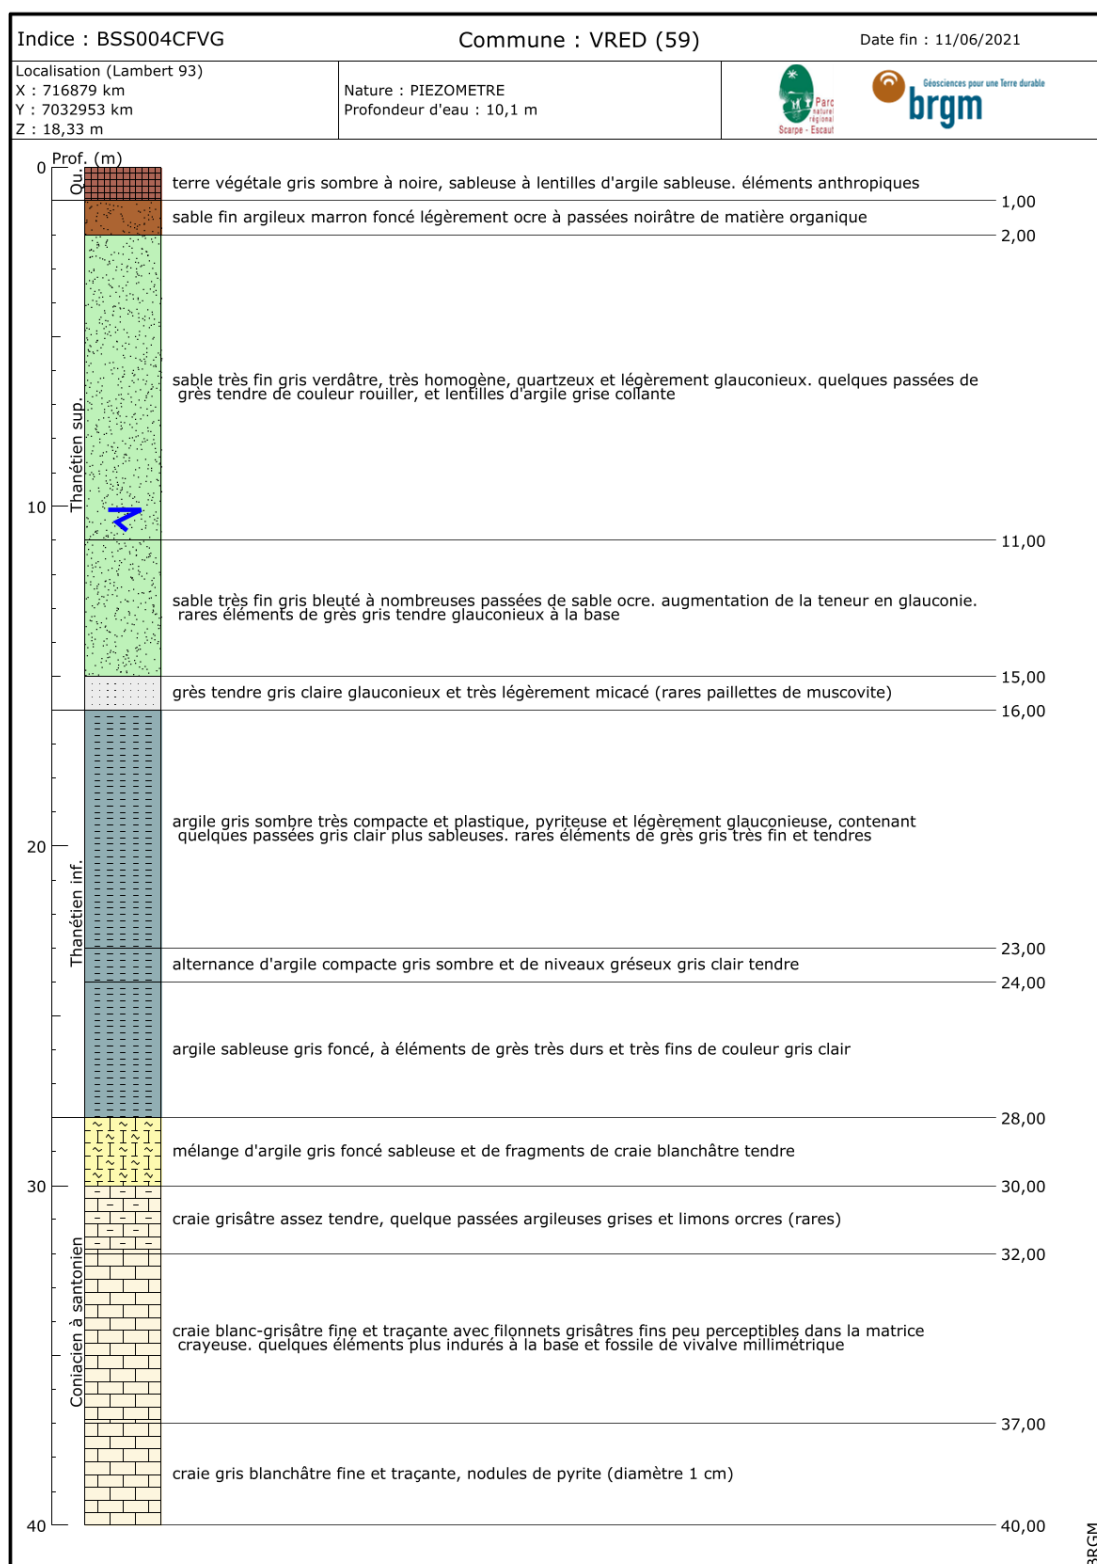 Indice : BSS004CFVG
Commune : VRED (59)
Date fin : 11/06/2021
Localisation (Lambert 93)
X : 716879 km
Y : 7032953 km
Z : 18,33 m
Nature : PIEZOMETRE
Profondeur d'eau : 10,1 m
Parc
naturel
régional
Scarpe - Escaut
Géosciences pour une Terre durable
brgm
Prof. (m)
0
Qu.
terre végétale gris sombre à noire, sableuse à lentilles d'argile sableuse. éléments anthropiques
1,00
sable fin argileux marron foncé légèrement ocre à passées noirâtre de matière organique
2,00
sable très fin gris verdâtre, très homogène, quartzeux et légèrement glauconieux. quelques passées de
grès tendre de couleur rouiller, et lentilles d'argile grise collante
Thanétien sup.
10
11,00
sable très fin gris bleuté à nombreuses passées de sable ocre. augmentation de la teneur en glauconie.
rares éléments de grès gris tendre glauconieux à la base
15,00
grès tendre gris claire glauconieux et très légèrement micacé (rares paillettes de muscovite)
16,00
argile gris sombre très compacte et plastique, pyriteuse et légèrement glauconieuse, contenant
quelques passées gris clair plus sableuses. rares éléments de grès gris très fin et tendres
20
Thanétien inf.
23,00
alternance d'argile compacte gris sombre et de niveaux gréseux gris clair tendre
24,00
argile sableuse gris foncé, à éléments de grès très durs et très fins de couleur gris clair
28,00
mélange d'argile gris foncé sableuse et de fragments de craie blanchâtre tendre
30
30,00
craie grisâtre assez tendre, quelque passées argileuses grises et limons orcres (rares)
32,00
Coniacien à santonien
craie blanc-grisâtre fine et traçante avec filonnets grisâtres fins peu perceptibles dans la matrice
crayeuse. quelques éléments plus indurés à la base et fossile de vivalve millimétrique
37,00
craie gris blanchâtre fine et traçante, nodules de pyrite (diamètre 1 cm)
40
40,00
BRGM